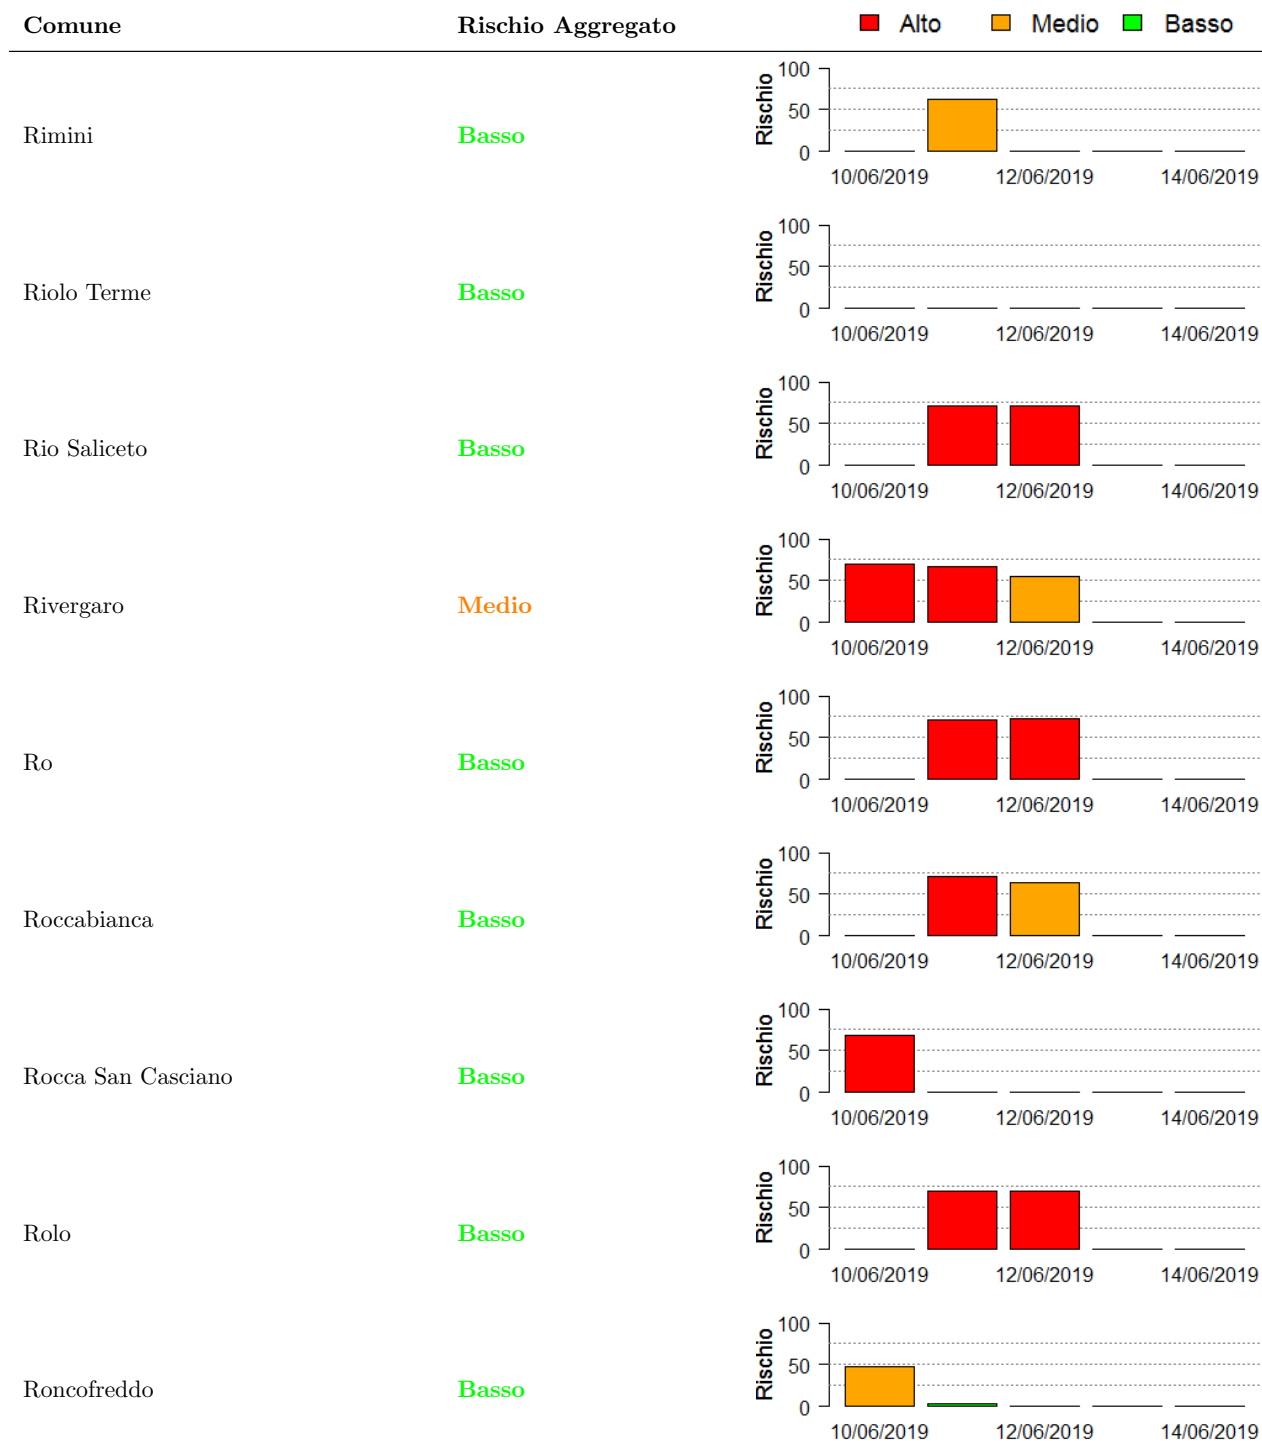 Comune Rischio Aggregato Alto Medio Basso
Rimini Basso
Rischio
100
50
0
10/06/2019 12/06/2019 14/06/2019
Riolo Terme Basso
Rischio
100
50
0
10/06/2019 12/06/2019 14/06/2019
Rio Saliceto Basso
Rischio
100
50
0
10/06/2019 12/06/2019 14/06/2019
Rivergaro Medio
Rischio
100
50
0
10/06/2019 12/06/2019 14/06/2019
Ro Basso
Rischio
100
50
0
10/06/2019 12/06/2019 14/06/2019
Roccabianca Basso
Rischio
100
50
0
10/06/2019 12/06/2019 14/06/2019
Rocca San Casciano Basso
Rischio
100
50
0
10/06/2019 12/06/2019 14/06/2019
Rolo Basso
Rischio
100
50
0
10/06/2019 12/06/2019 14/06/2019
Roncofreddo Basso
Rischio
100
50
0
10/06/2019 12/06/2019 14/06/2019